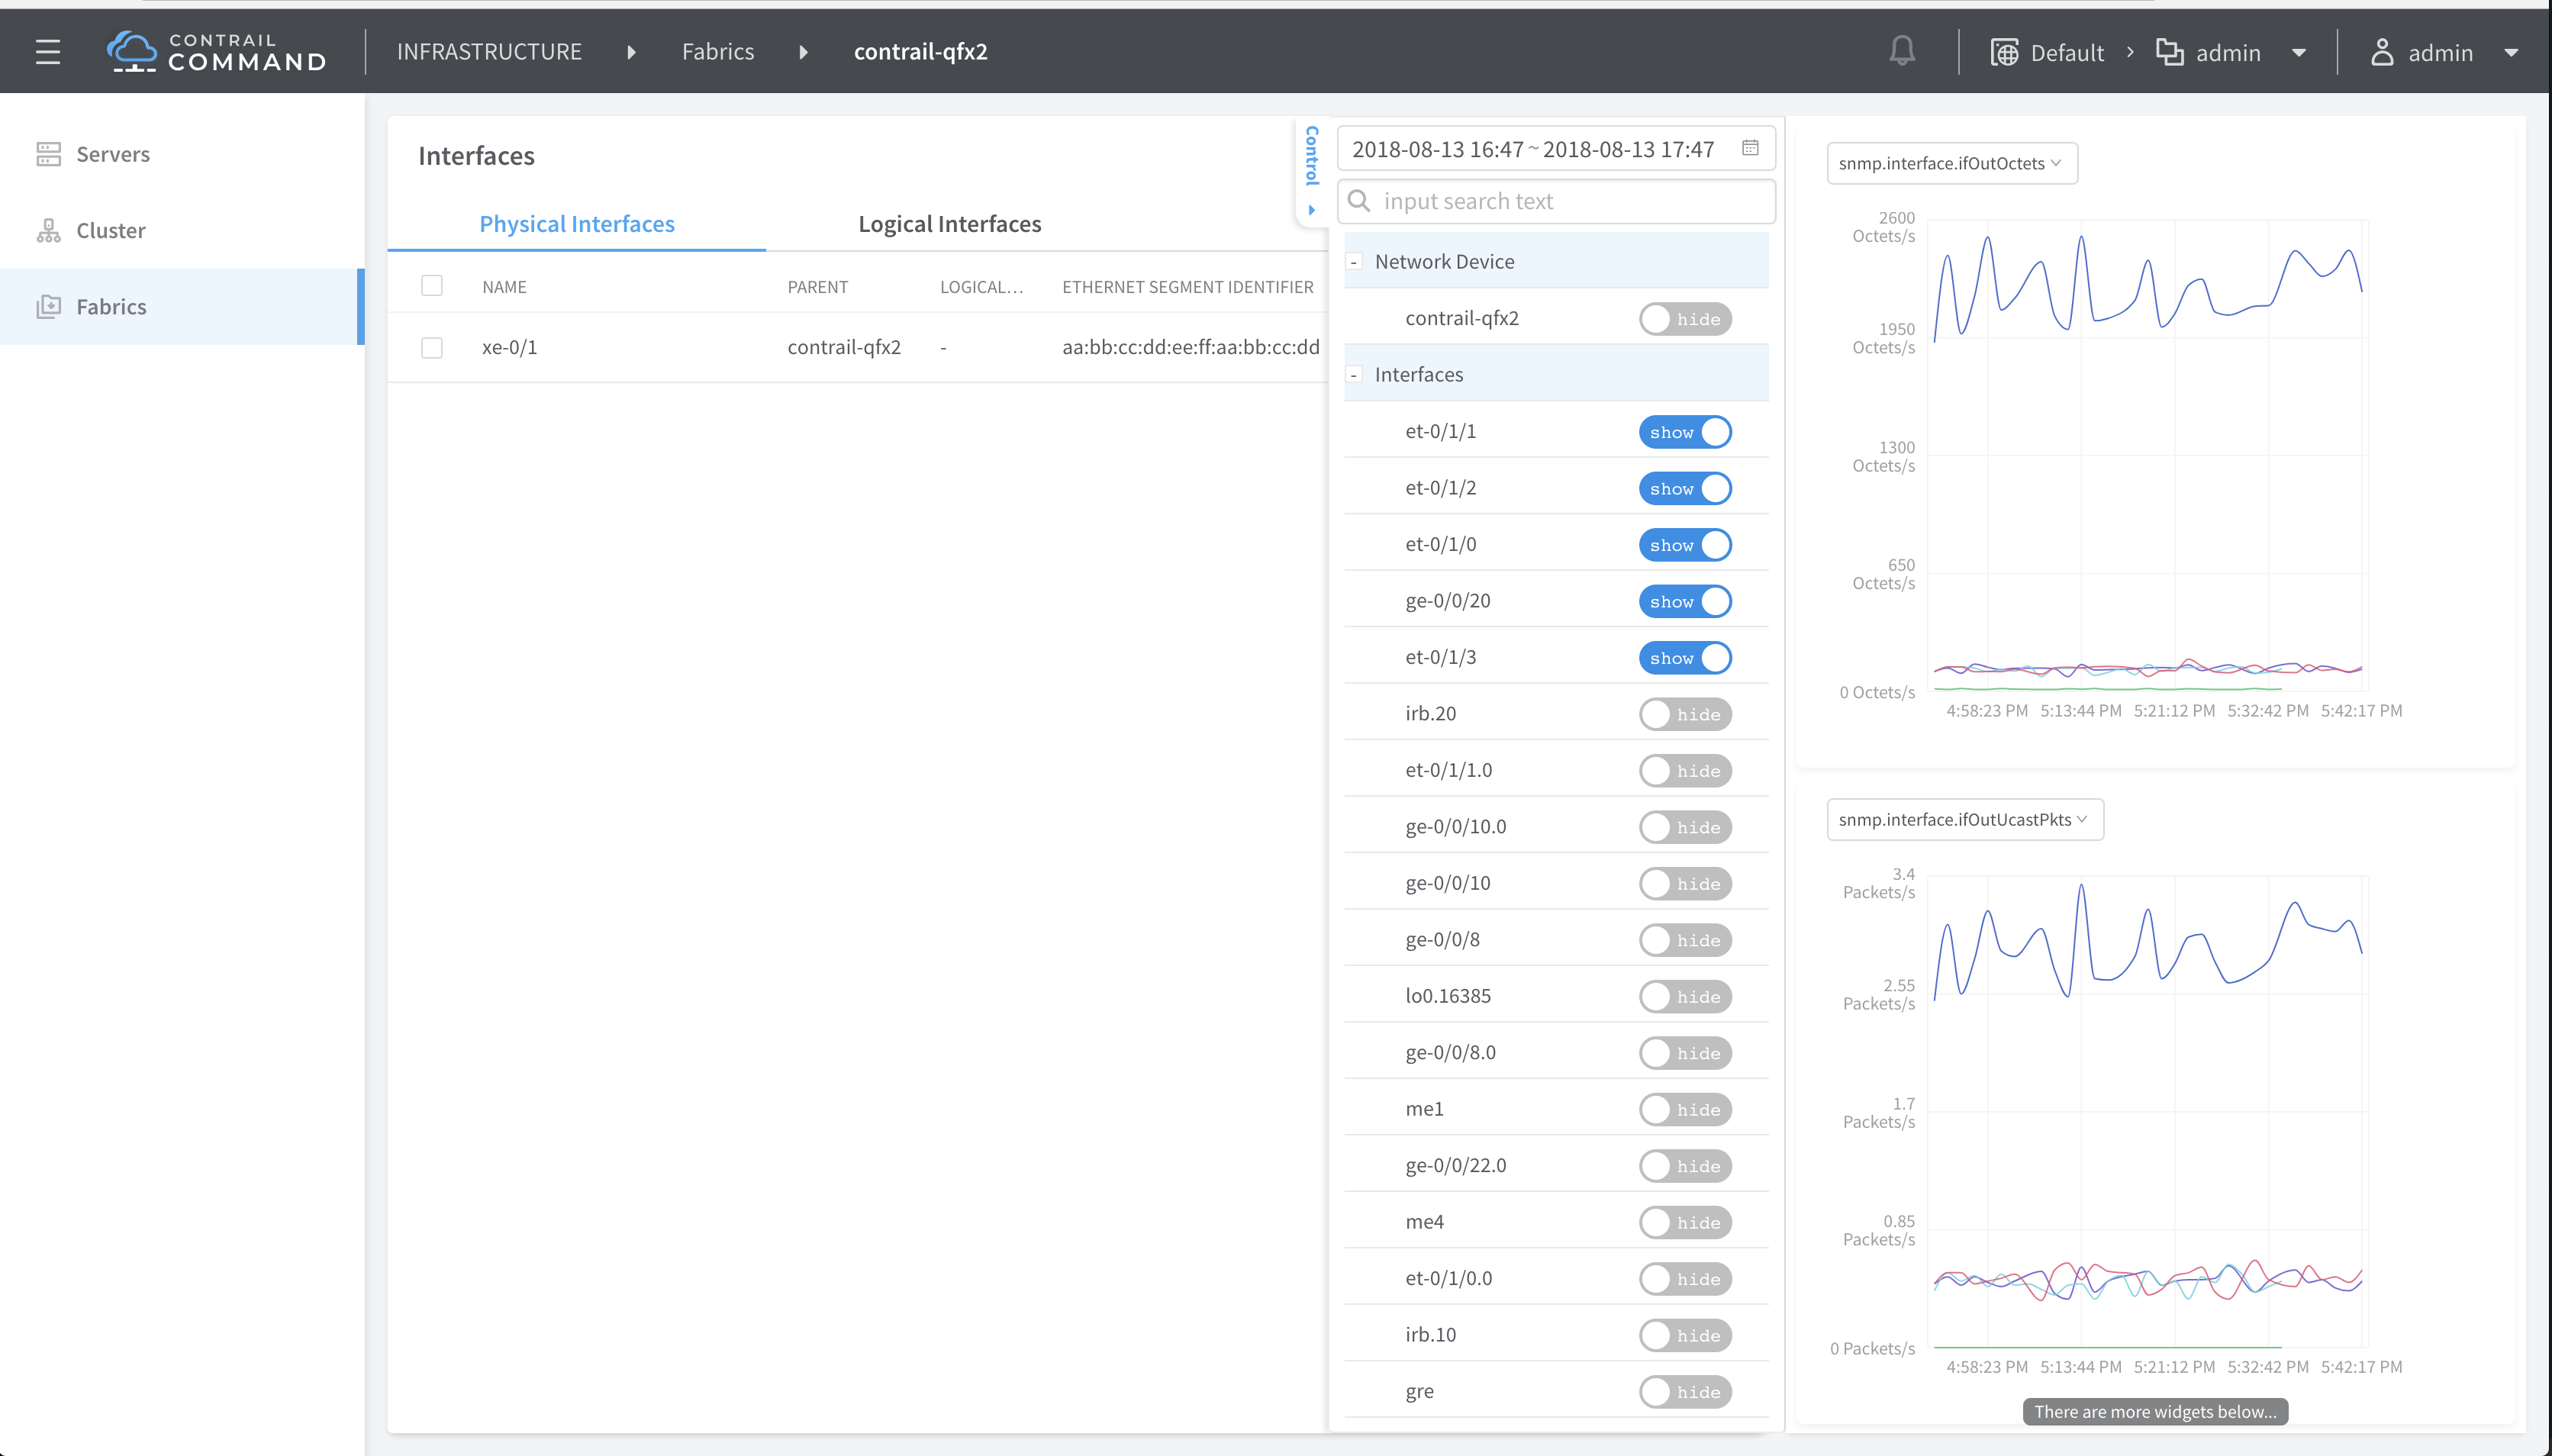 CONTRAIL
COMMAND
INFRASTRUCTURE
Fabrics
contrail-qfx2
Default
admin
admin
Servers
Cluster
Fabrics
Interfaces
Physical Interfaces
Logical Interfaces
NAME
PARENT
LOGICAL...
ETHERNET SEGMENT IDENTIFIER
xe-0/1
contrail-qfx2
-
aa:bb:cc:dd:ee:ff:aa:bb:cc:dd
Control
2018-08-13 16:47 ~ 2018-08-13 17:47
input search text
- Network Device
contrail-qfx2 hide
- Interfaces
et-0/1/1 show
et-0/1/2 show
et-0/1/0 show
ge-0/0/20 show
et-0/1/3 show
irb.20 hide
et-0/1/1.0 hide
ge-0/0/10.0 hide
ge-0/0/10 hide
ge-0/0/8 hide
lo0.16385 hide
ge-0/0/8.0 hide
me1 hide
ge-0/0/22.0 hide
me4 hide
et-0/1/0.0 hide
irb.10 hide
gre hide
snmp.interface.ifOutOctets
2600
Octets/s
1950
Octets/s
1300
Octets/s
650
Octets/s
0 Octets/s
4:58:23 PM 5:13:44 PM 5:21:12 PM 5:32:42 PM 5:42:17 PM
snmp.interface.ifOutUcastPkts
3.4
Packets/s
2.55
Packets/s
1.7
Packets/s
0.85
Packets/s
0 Packets/s
4:58:23 PM 5:13:44 PM 5:21:12 PM 5:32:42 PM 5:42:17 PM
There are more widgets below...